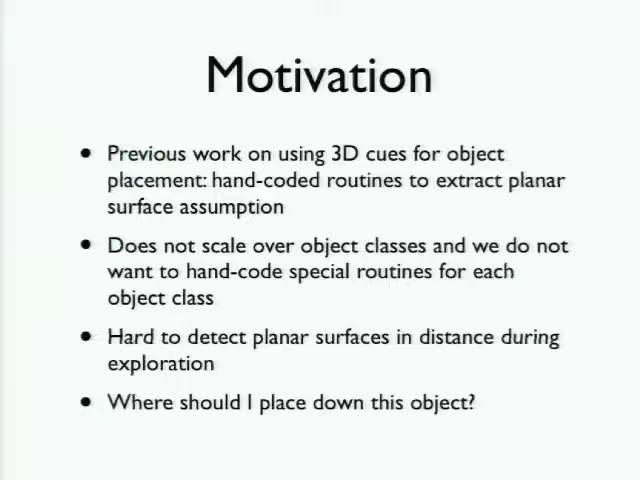 Motivation
• Previous work on using 3D cues for object
placement: hand-coded routines to extract planar
surface assumption
• Does not scale over object classes and we do not
want to hand-code special routines for each
object class
• Hard to detect planar surfaces in distance during
exploration
• Where should I place down this object?